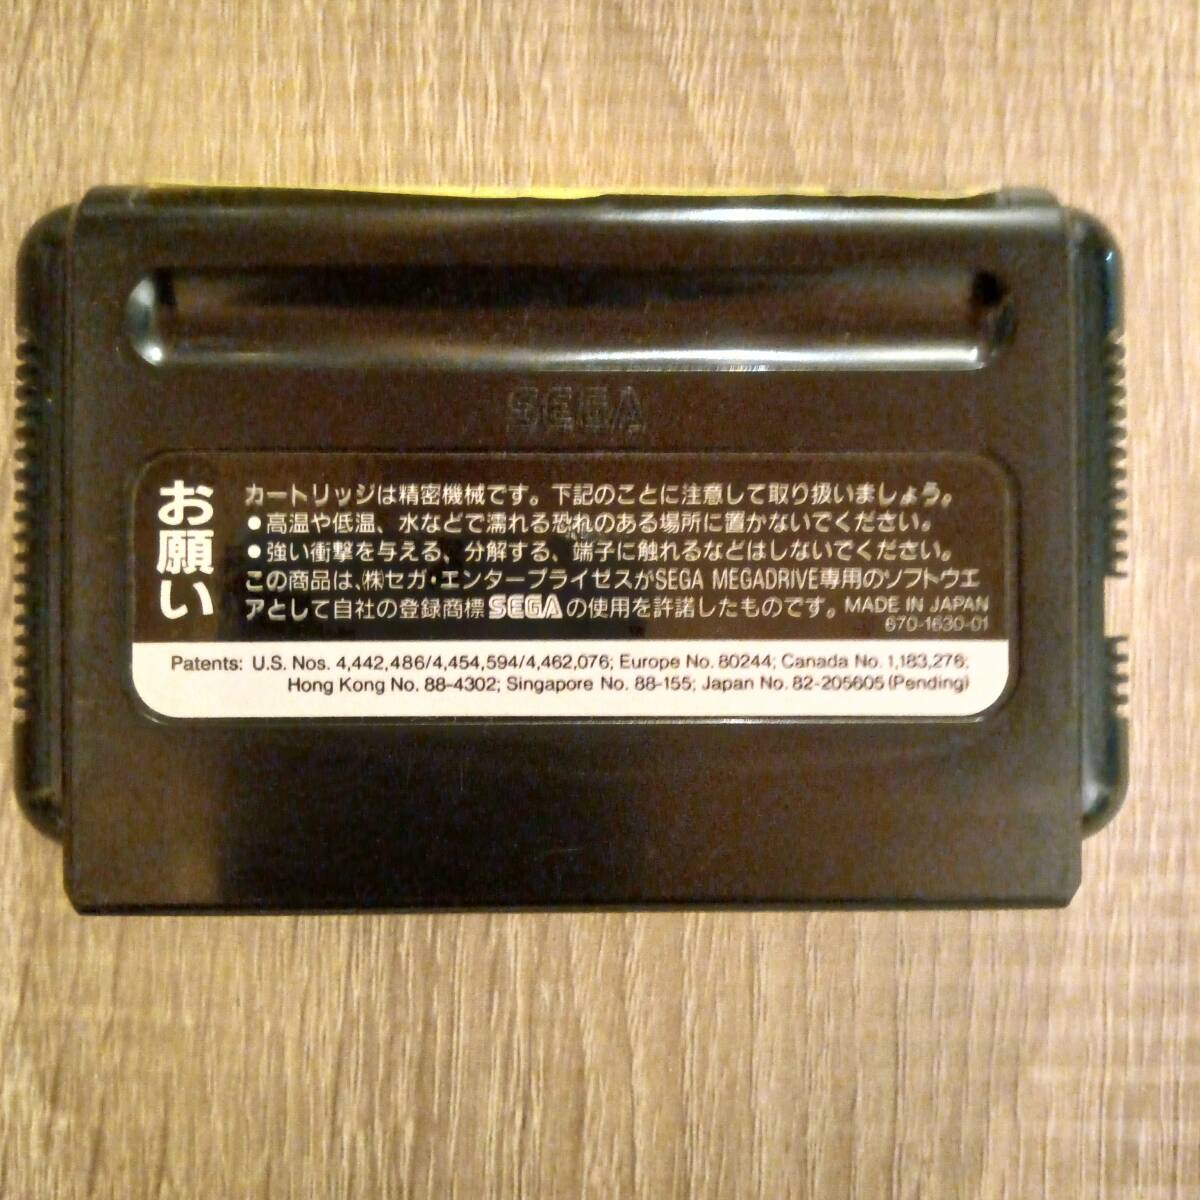 SEGA
お願い
カートリッジは精密機械です。下記のことに注意して取り扱いましょう。
●高温や低温、水などで濡れる恐れのある場所に置かないでください。
●強い衝撃を与える、分解する、端子に触れるなどはしないでください。
この商品は、㈱セガ・エンタープライゼスがSEGA MEGADRIVE専用のソフトウエ
アとして自社の登録商標SEGAの使用を許諾したものです。MADE IN JAPAN
670-1630-01
Patents: U.S. Nos. 4,442,486/4,454,594/4,462,076; Europe No. 80244; Canada No. 1,183,276;
Hong Kong No. 88-4302; Singapore No. 88-155; Japan No. 82-205605 (Pending)